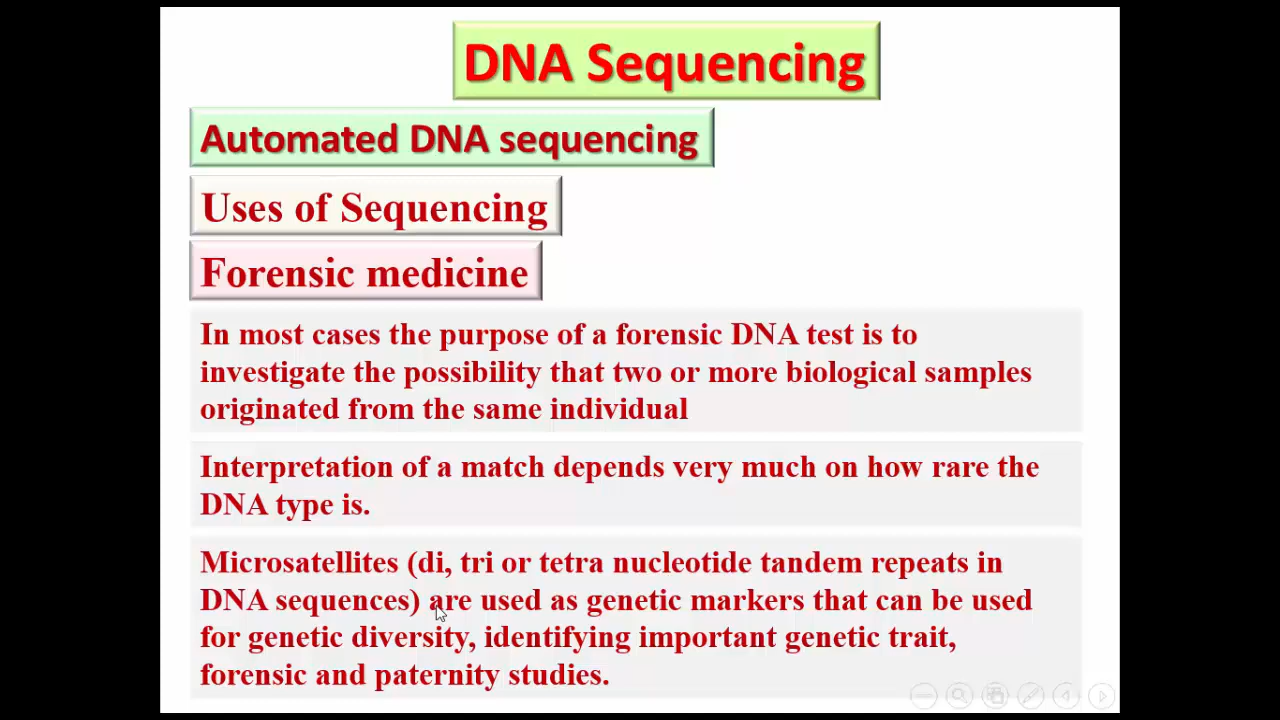 DNA Sequencing
Automated DNA sequencing
Uses of Sequencing
Forensic medicine
In most cases the purpose of a forensic DNA test is to
investigate the possibility that two or more biological samples
originated from the same individual
Interpretation of a match depends very much on how rare the
DNA type is.
Microsatellites (di, tri or tetra nucleotide tandem repeats in
DNA sequences) are used as genetic markers that can be used
for genetic diversity, identifying important genetic trait,
forensic and paternity studies.